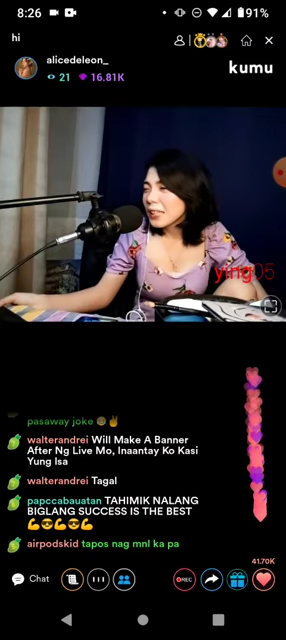 8:26
91%
hi
alicedeleon_
21
16.81K
kumu
ying05
pasaway joke
walterandrei Will Make A Banner
After Ng Live Mo, Inaantay Ko Kasi
Yung Isa
walterandrei Tagal
papccabauatan TAHIMIK NALANG
BIGLANG SUCCESS IS THE BEST
💪😎💪😎💪
airpodskid tapos nag mnl ka pa
41.70K
Chat
REC